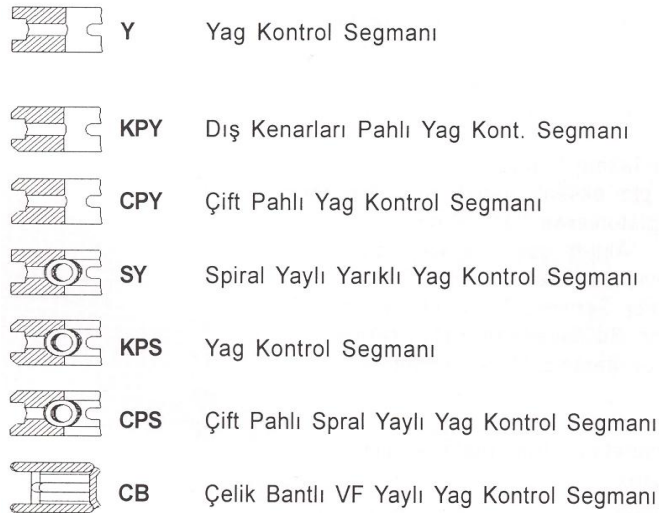 Y Yag Kontrol Segmanı
KPY Dış Kenarları Pahlı Yag Kont. Segmanı
CPY Çift Pahlı Yag Kontrol Segmanı
SY Spiral Yaylı Yarıklı Yag Kontrol Segmanı
KPS Yag Kontrol Segmanı
CPS Çift Pahlı Spral Yaylı Yag Kontrol Segmanı
CB Çelik Bantlı VF Yaylı Yag Kontrol Segmanı